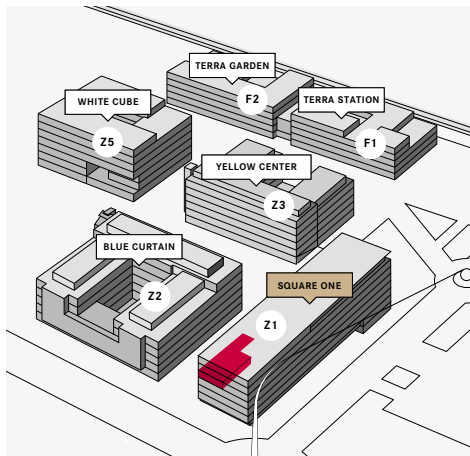 TERRA GARDEN
F2
WHITE CUBE
Z5
TERRA STATION
F1
YELLOW CENTER
Z3
BLUE CURTAIN
Z2
SQUARE ONE
Z1